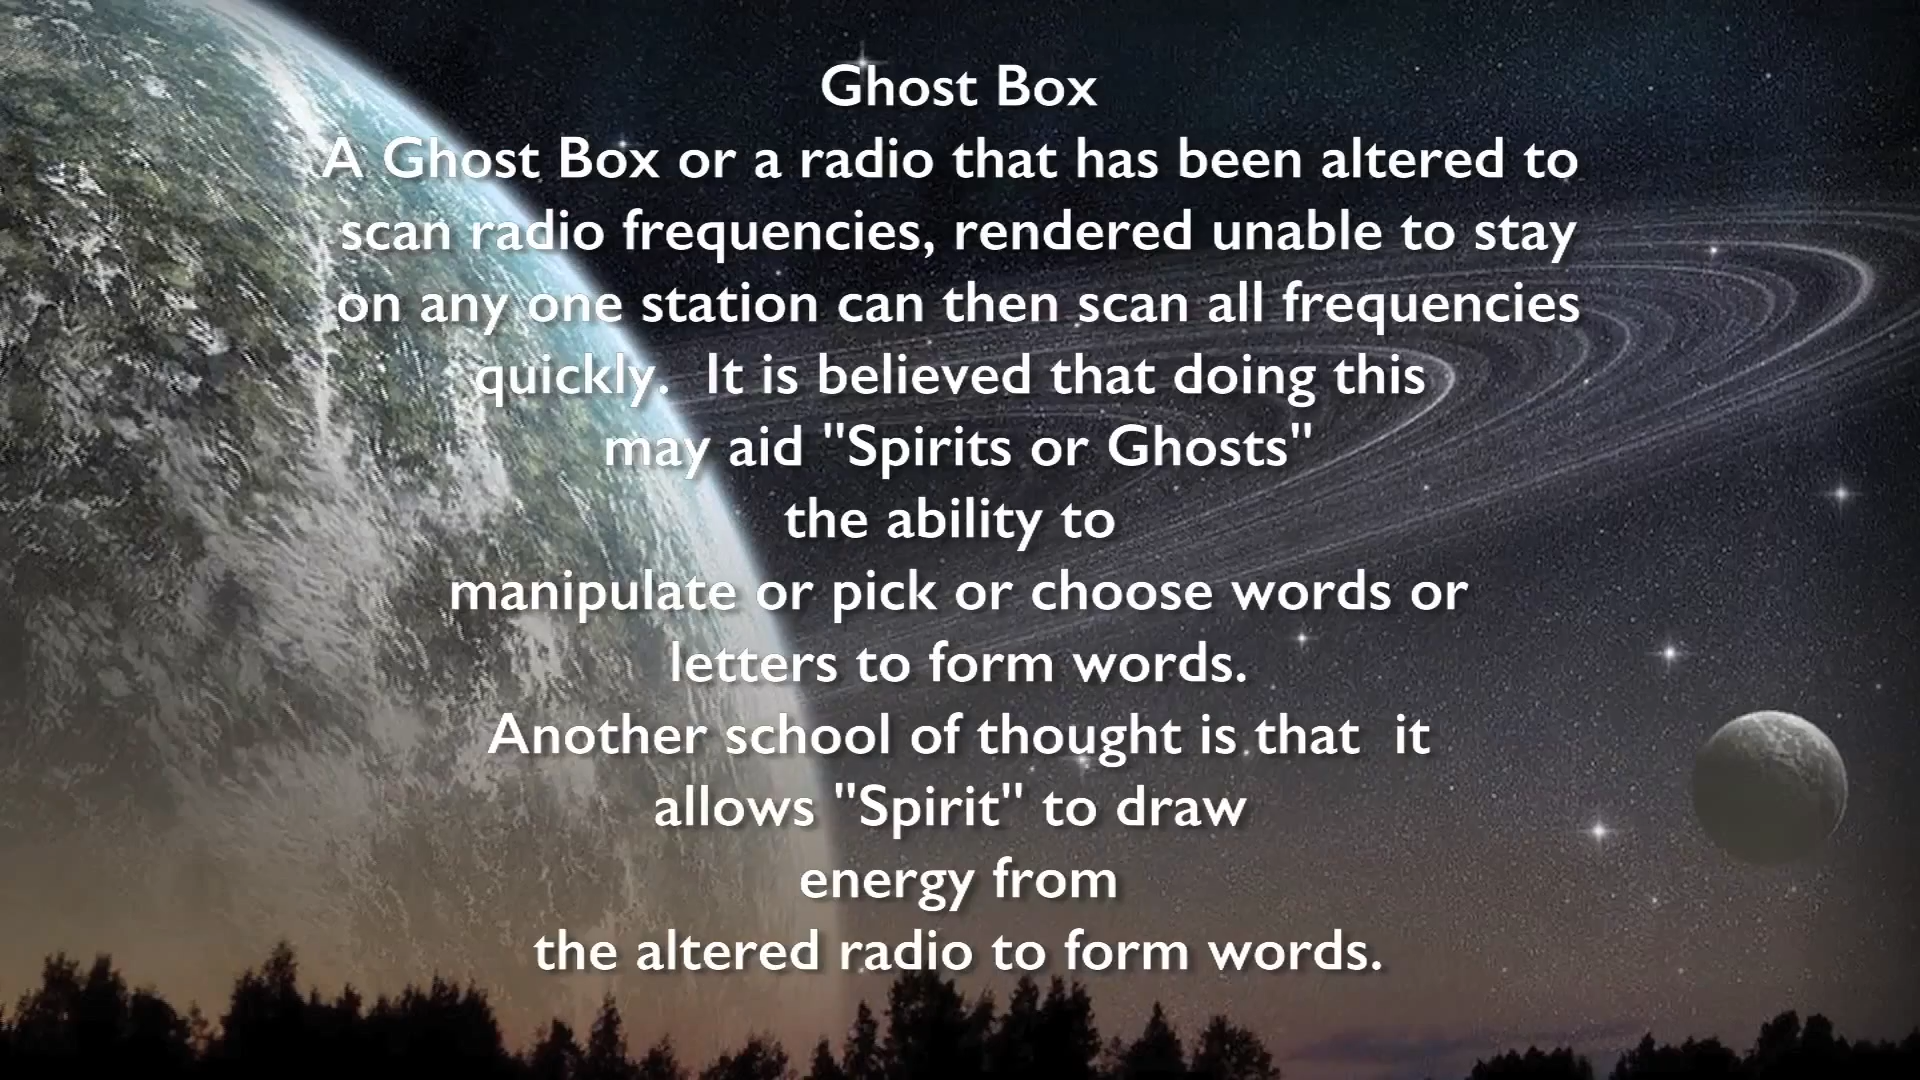 Ghost Box
A Ghost Box or a radio that has been altered to
scan radio frequencies, rendered unable to stay
on any one station can then scan all frequencies
quickly.  It is believed that doing this
may aid "Spirits or Ghosts"
the ability to
manipulate or pick or choose words or
letters to form words.
Another school of thought is that  it
allows "Spirit" to draw
energy from
the altered radio to form words.